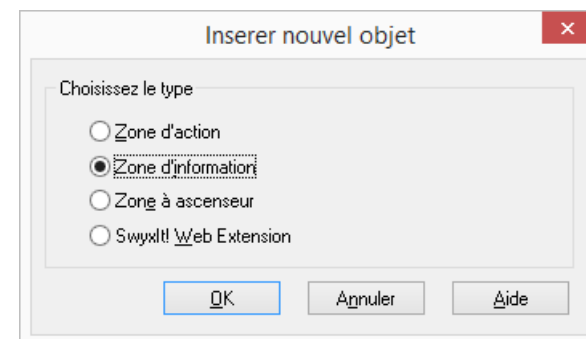 Inserer nouvel objet
Choisissez le type
Zone d'action
Zone d'information
Zone à ascenseur
SwyxIt! Web Extension
OK Annuler Aide